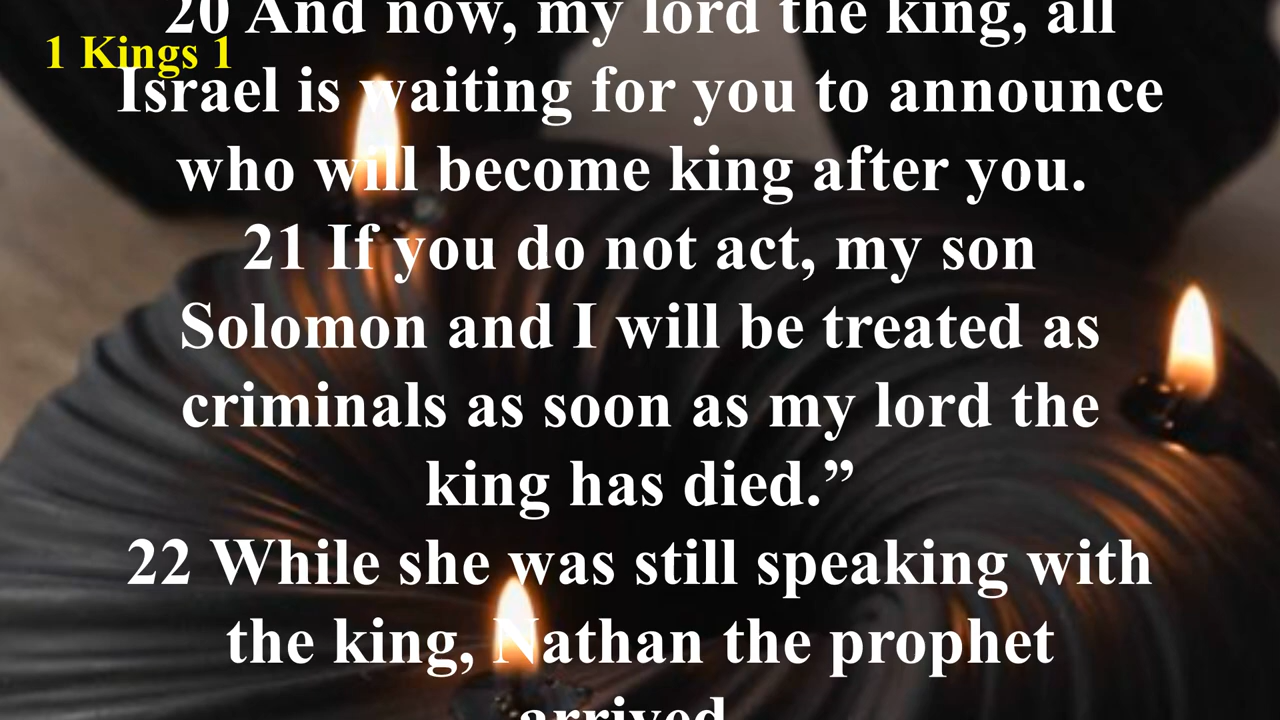 20 And now, my lord the king, all
1 Kings 1
Israel is waiting for you to announce
who will become king after you.
21 If you do not act, my son
Solomon and I will be treated as
criminals as soon as my lord the
king has died.”
22 While she was still speaking with
the king, Nathan the prophet
arrived